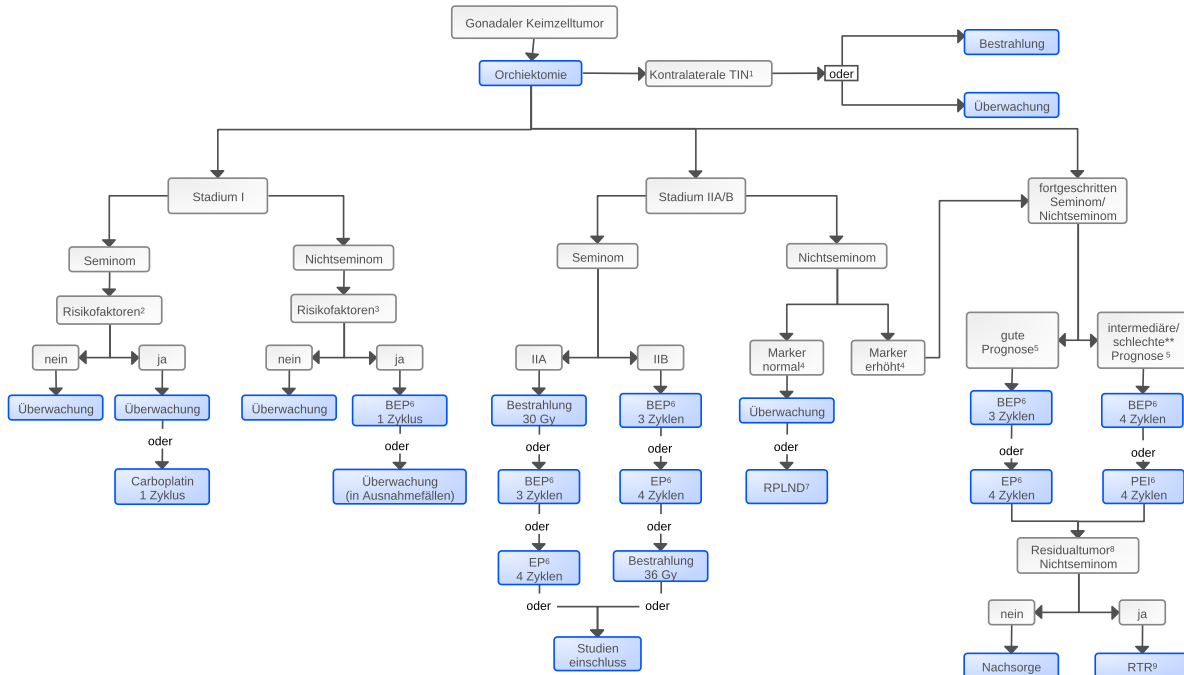 Gonadaler Keimzelltumor
Orchiektomie
Kontralaterale TIN¹
oder
Bestrahlung
Überwachung
Stadium I
Seminom
Risikofaktoren²
nein
ja
Überwachung
Überwachung
oder
Carboplatin
1 Zyklus
Nichtseminom
Risikofaktoren³
nein
ja
Überwachung
BEP⁶
1 Zyklus
oder
Überwachung
(in Ausnahmefällen)
Stadium IIA/B
Seminom
IIA
IIB
Bestrahlung
30 Gy
oder
BEP⁶
3 Zyklen
oder
EP⁶
4 Zyklen
oder
BEP⁶
3 Zyklen
oder
EP⁶
4 Zyklen
oder
Bestrahlung
36 Gy
oder
Studien
einschluss
Nichtseminom
Marker
normal⁴
Marker
erhöht⁴
Überwachung
oder
RPLND⁷
fortgeschritten
Seminom/
Nichtseminom
gute
Prognose⁵
intermediäre/
schlechte**
Prognose ⁵
BEP⁶
3 Zyklen
oder
EP⁶
4 Zyklen
BEP⁶
4 Zyklen
oder
PEI⁶
4 Zyklen
Residualtumor⁸
Nichtseminom
nein
ja
Nachsorge
RTR⁹